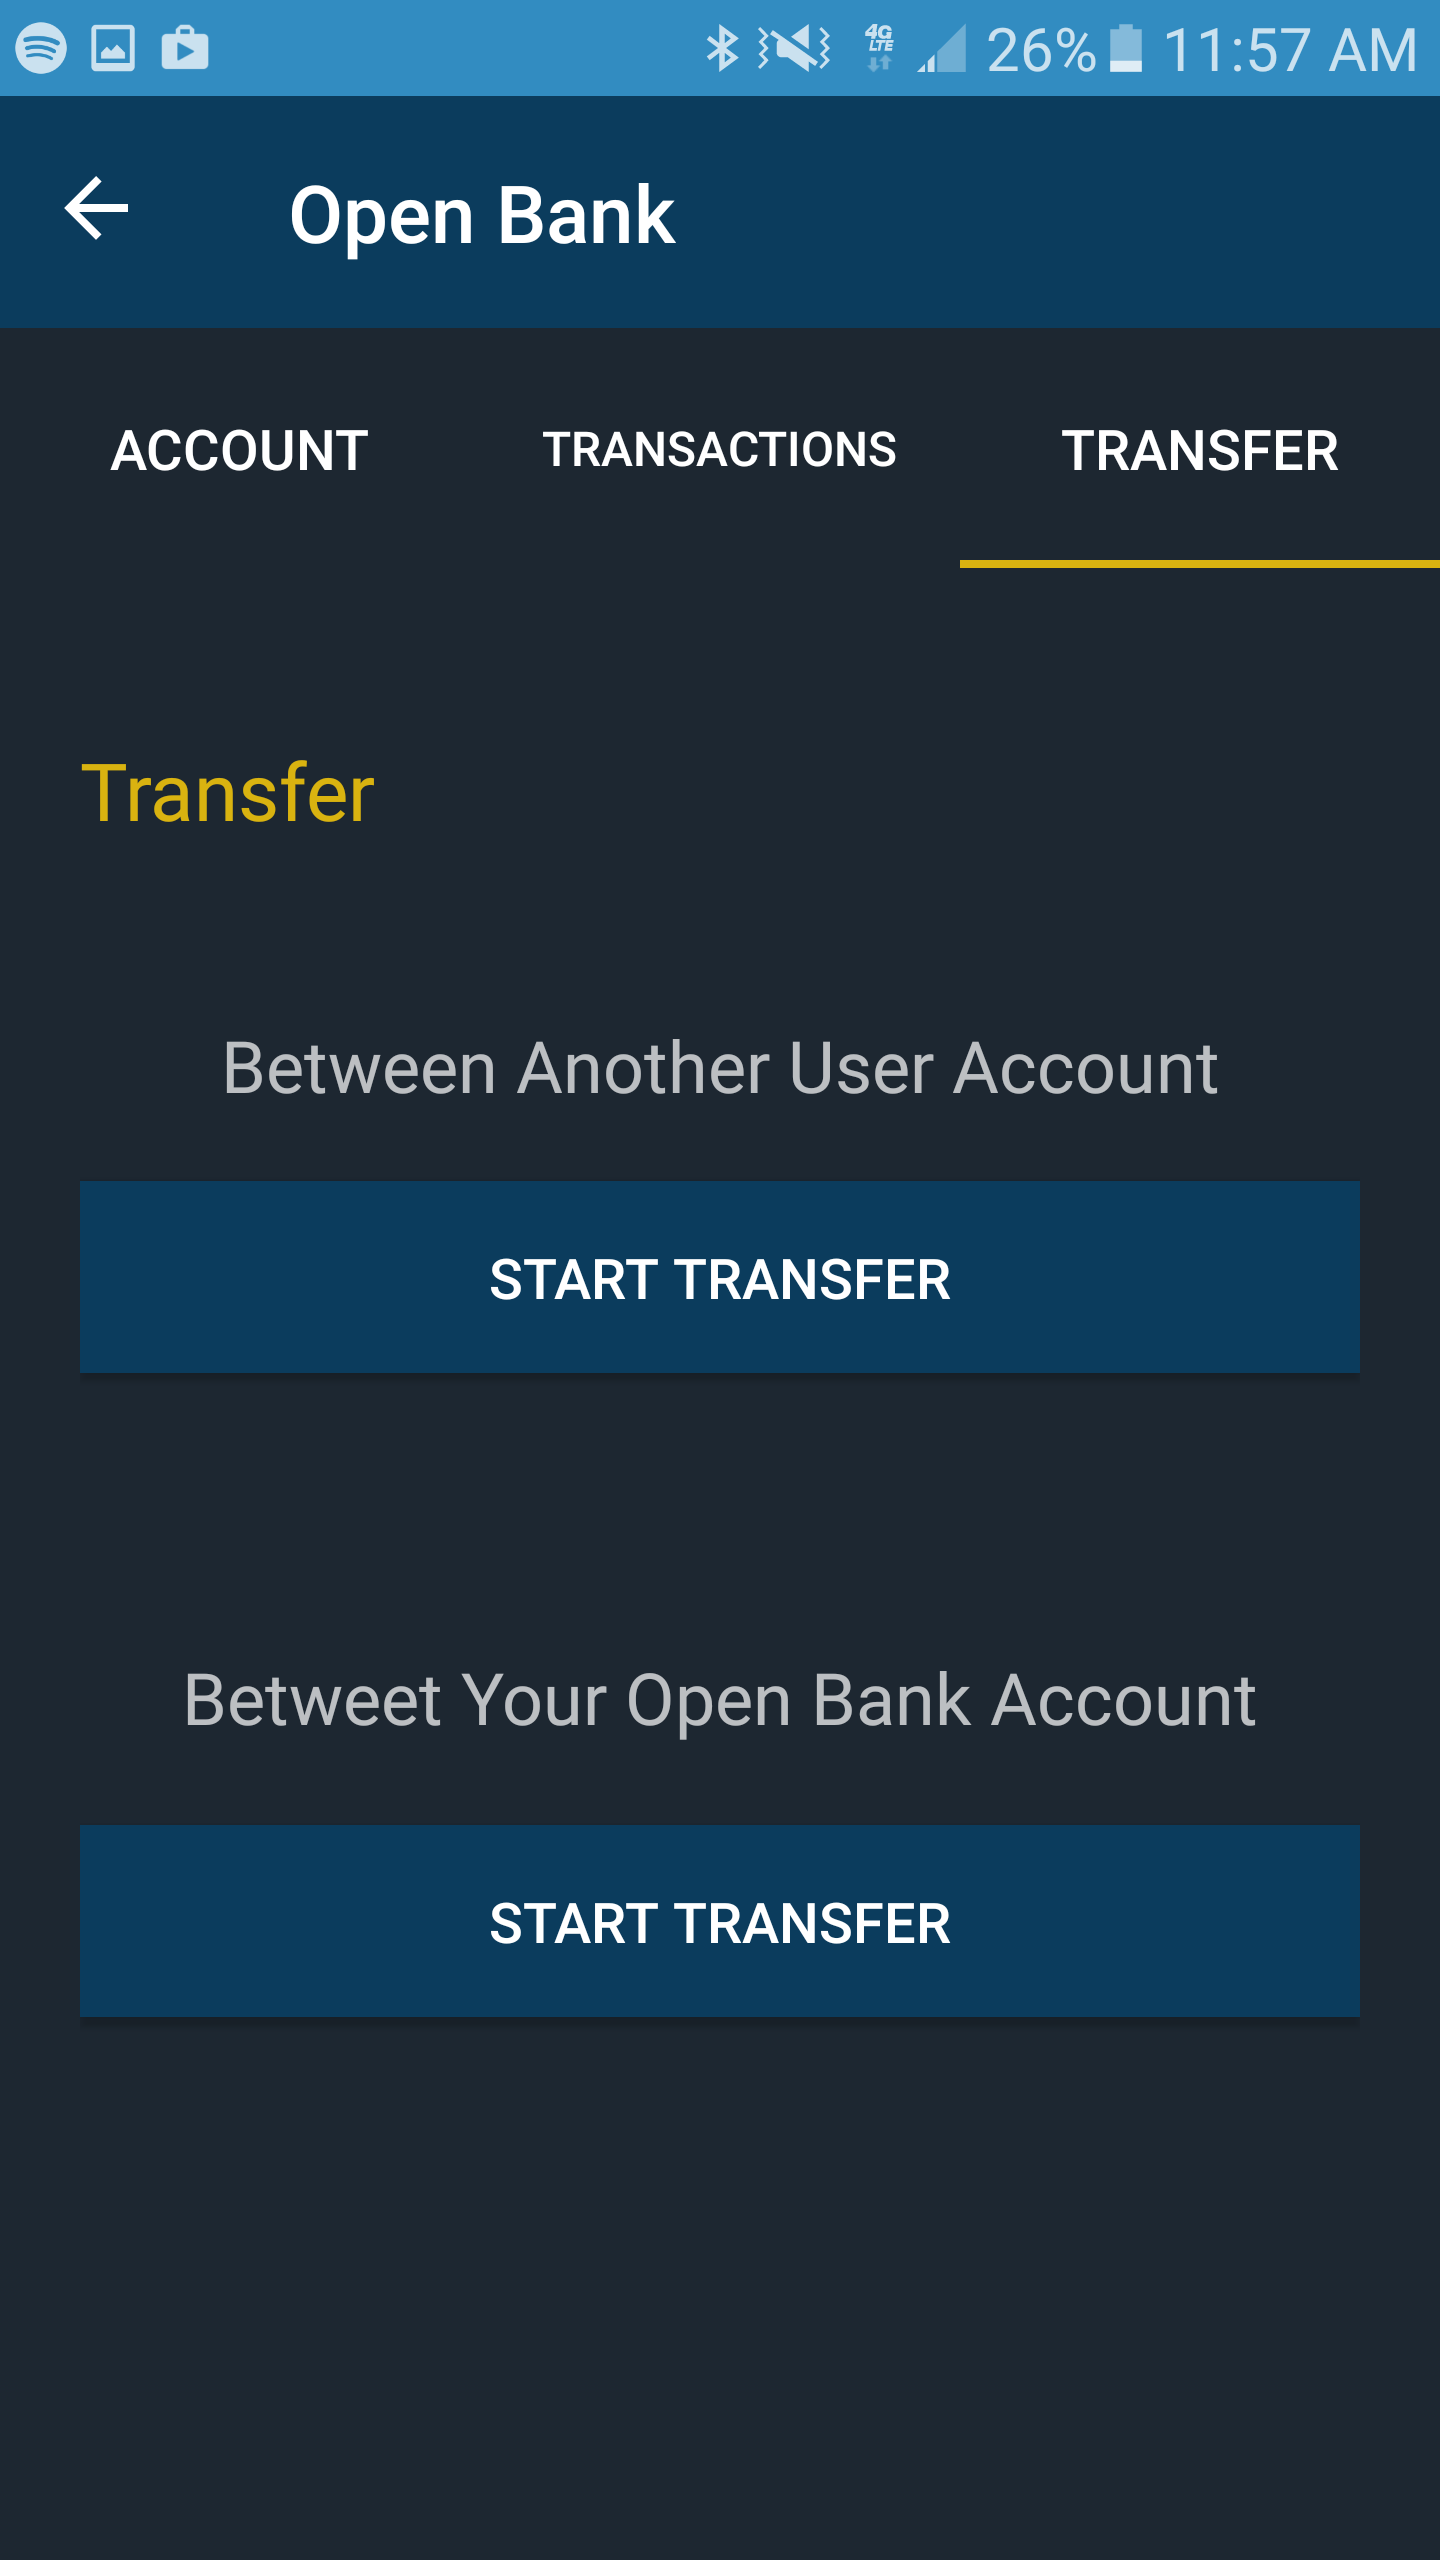 4G LTE 26% 11:57 AM
Open Bank
ACCOUNT TRANSACTIONS TRANSFER
Transfer
Between Another User Account
START TRANSFER
Betweet Your Open Bank Account
START TRANSFER